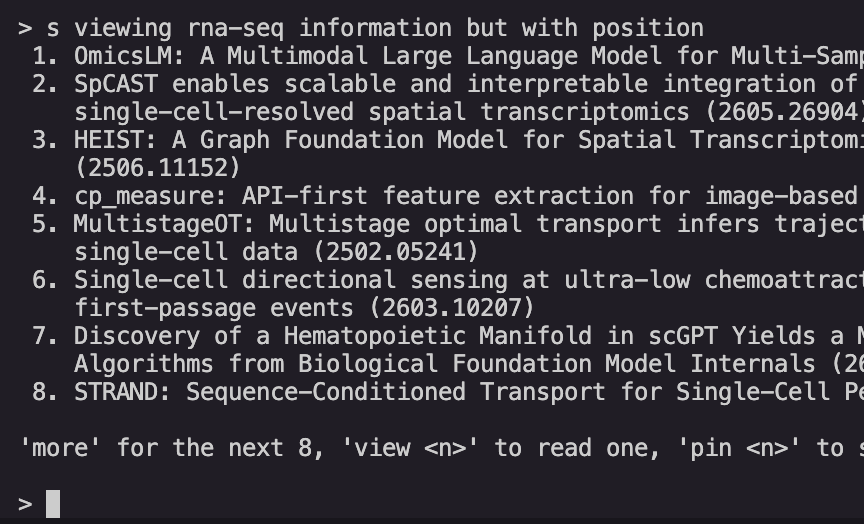 > s viewing rna-seq information but with position
1. OmicsLM: A Multimodal Large Language Model for Multi-Samp
2. SpCAST enables scalable and interpretable integration of
single-cell-resolved spatial transcriptomics (2605.26904)
3. HEIST: A Graph Foundation Model for Spatial Transcriptomi
(2506.11152)
4. cp_measure: API-first feature extraction for image-based
5. MultistageOT: Multistage optimal transport infers traject
single-cell data (2502.05241)
6. Single-cell directional sensing at ultra-low chemoattract
first-passage events (2603.10207)
7. Discovery of a Hematopoietic Manifold in scGPT Yields a M
Algorithms from Biological Foundation Model Internals (26
8. STRAND: Sequence-Conditioned Transport for Single-Cell Pe
'more' for the next 8, 'view <n>' to read one, 'pin <n>' to s
>